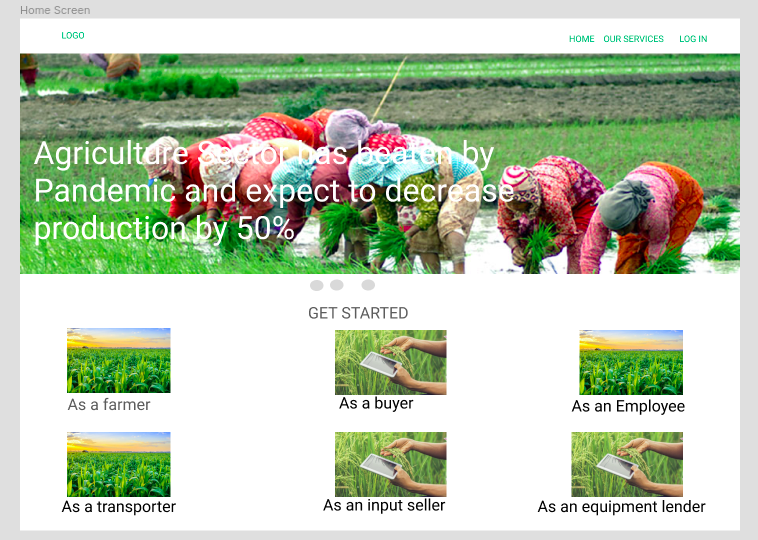 Home Screen
LOGO
HOME OUR SERVICES LOG IN
Agriculture Sector has beaten by
Pandemic and expect to decrease
production by 50%
GET STARTED
As a farmer
As a buyer
As an Employee
As a transporter
As an input seller
As an equipment lender